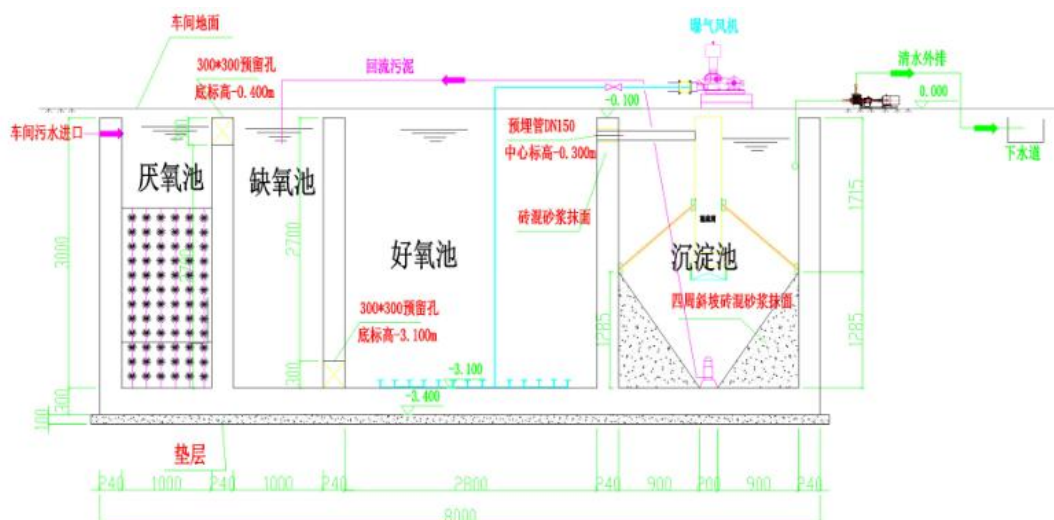 车间地面
曝气风机
300*300预留孔
底标高-0.400m
回流污泥
清水外排
-0.100
0.000
车间污水进口
预埋管DN150
中心标高-0.300m
下水道
厌氧池
缺氧池
好氧池
沉淀池
砖混砂浆抹面
3000
2700
1715
300*300预留孔
底标高-3.100m
四周斜坡砖混砂浆抹面
1285
1285
300
-3.100
-3.400
300
100
垫层
240
1000
240
1000
240
2800
240
900
200
900
240
8000